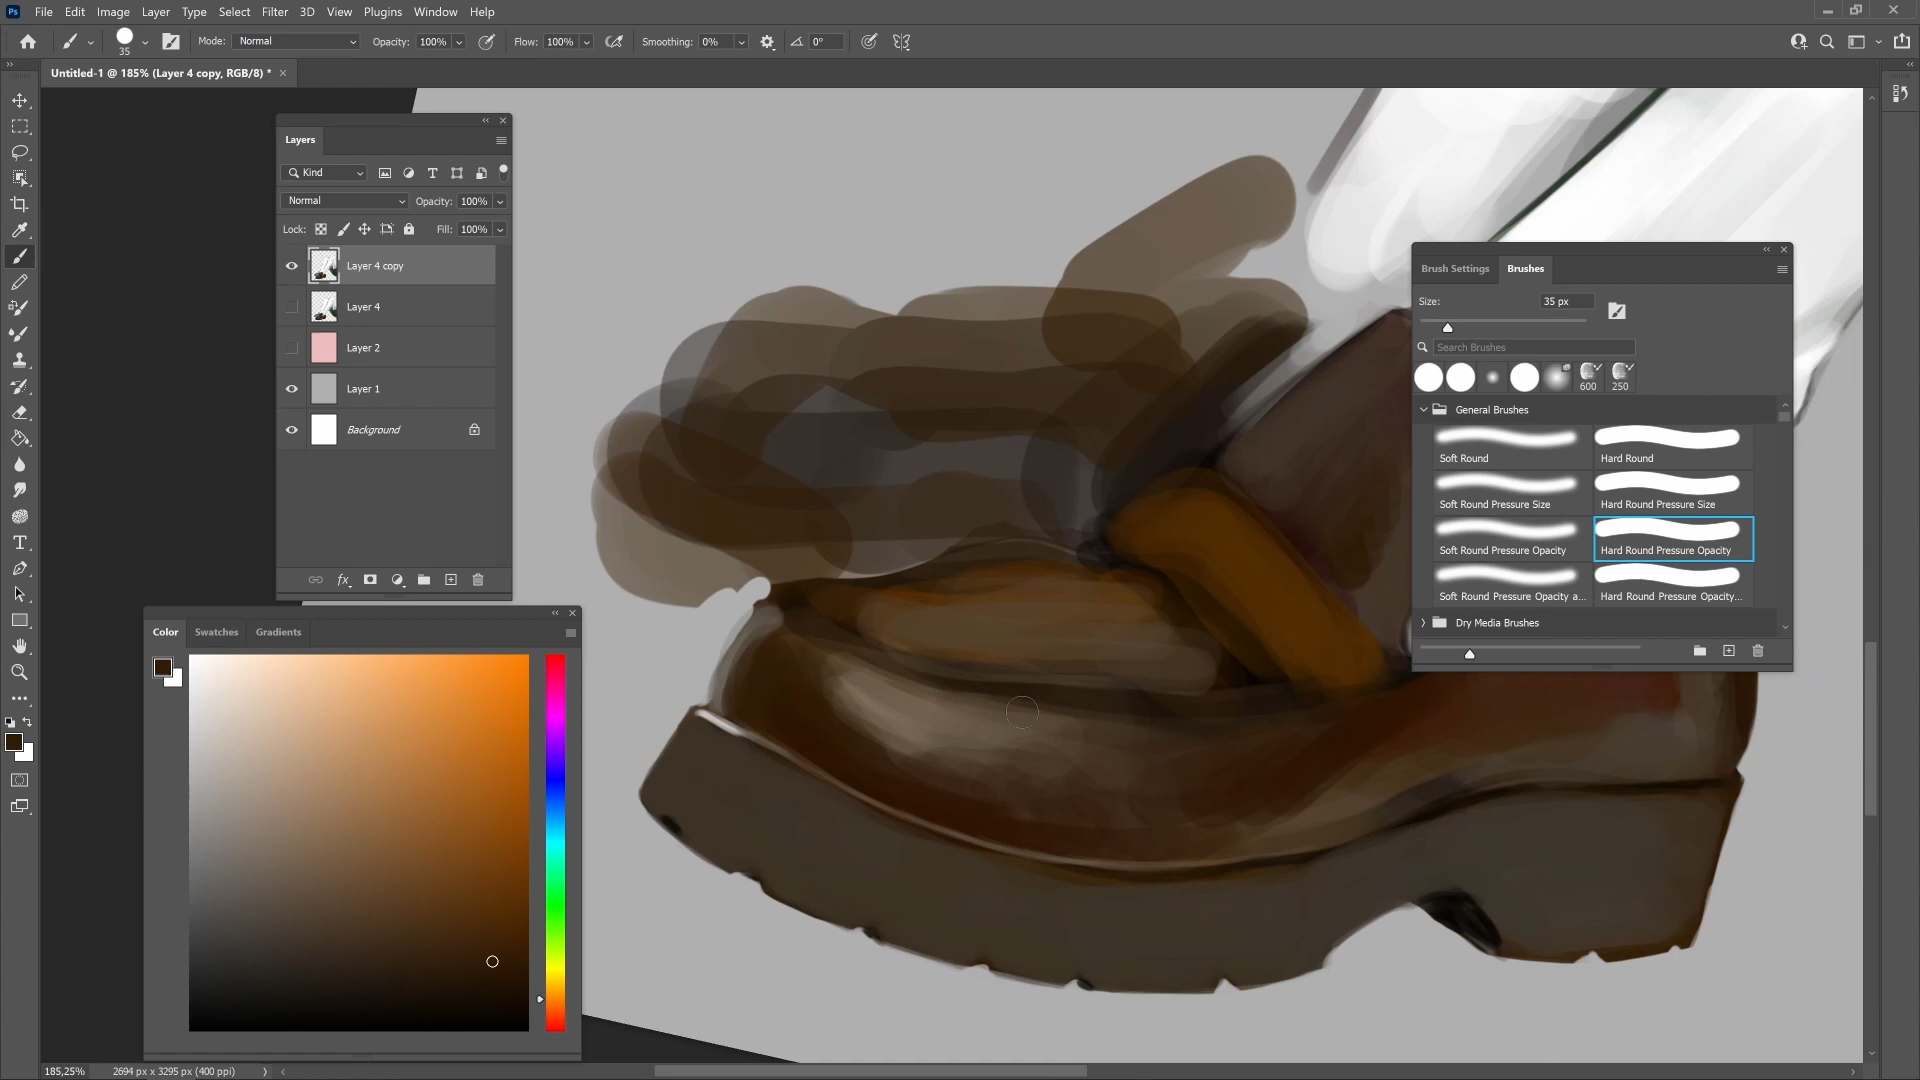 Ps File Edit Image Layer Type Select Filter 3D View Plugins Window Help
35 Mode: Normal Opacity: 100% Flow: 100% Smoothing: 0% 0°
Untitled-1 @ 185% (Layer 4 copy, RGB/8) *
Layers
Kind
Normal Opacity: 100%
Lock: Fill: 100%
Layer 4 copy
Layer 4
Layer 2
Layer 1
Background
fx
Color Swatches Gradients
Brush Settings Brushes
Size: 35 px
Search Brushes
600 250
General Brushes
Soft Round Hard Round
Soft Round Pressure Size Hard Round Pressure Size
Soft Round Pressure Opacity Hard Round Pressure Opacity
Soft Round Pressure Opacity a... Hard Round Pressure Opacity...
Dry Media Brushes
185,25% 2694 px x 3295 px (400 ppi)